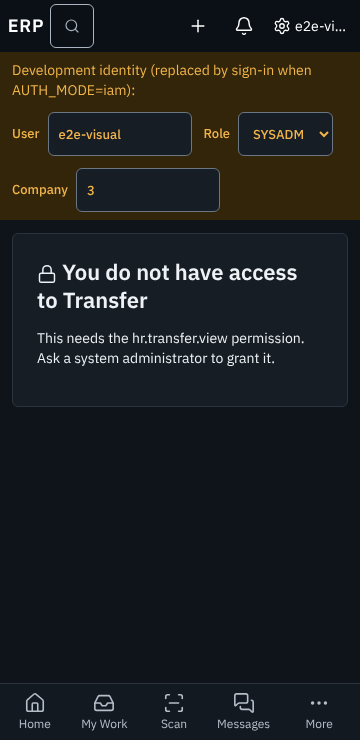 ERP
e2e-vi...
Development identity (replaced by sign-in when
AUTH_MODE=iam):
User
e2e-visual
Role
SYSADM
Company
3
You do not have access
to Transfer
This needs the hr.transfer.view permission.
Ask a system administrator to grant it.
Home
My Work
Scan
Messages
More